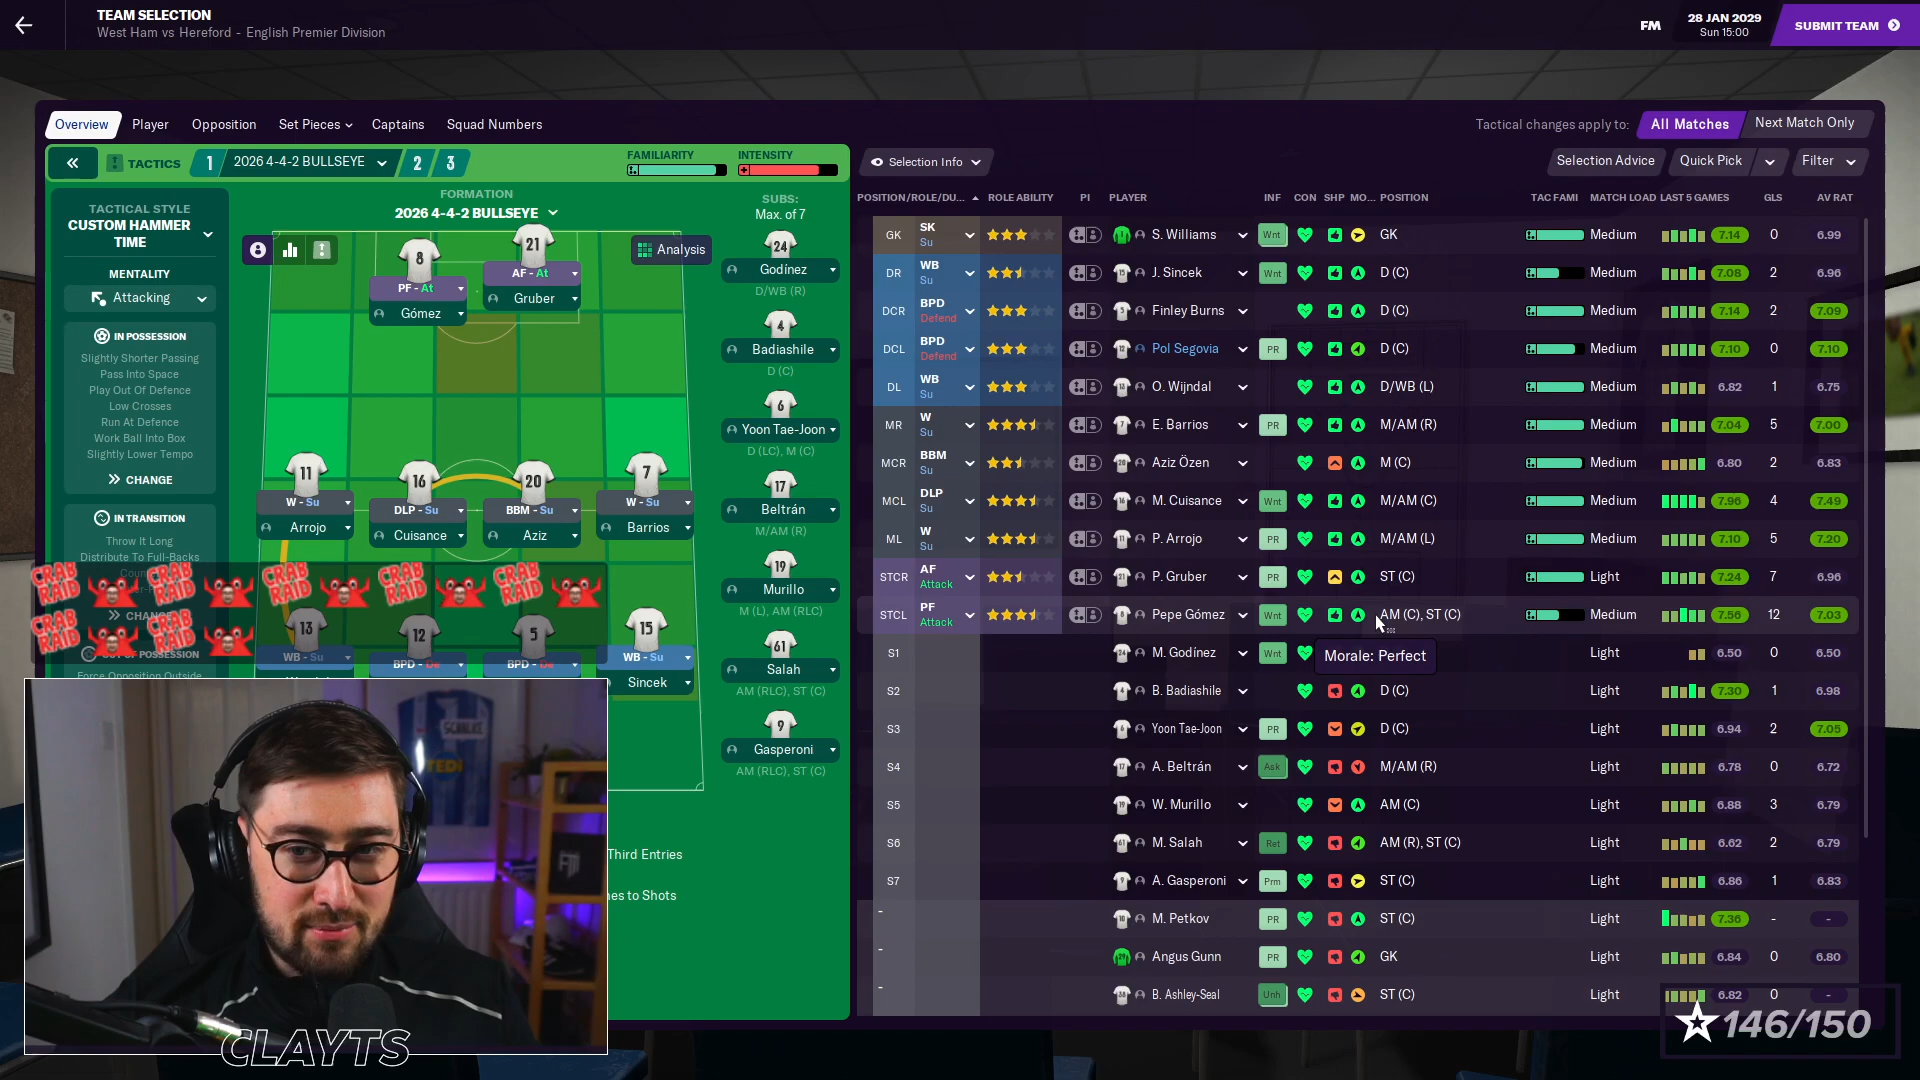 TEAM SELECTION
West Ham vs Hereford - English Premier Division
FM
28 JAN 2029
Sun 15:00
SUBMIT TEAM
Overview
Player
Opposition
Set Pieces
Captains
Squad Numbers
Tactical changes apply to:
All Matches
Next Match Only
TACTICS
1
2026 4-4-2 BULLSEYE
2
3
FAMILIARITY
INTENSITY
Selection Info
Selection Advice
Quick Pick
Filter
TACTICAL STYLE
CUSTOM HAMMER TIME
MENTALITY
Attacking
IN POSSESSION
Slightly Shorter Passing
Pass Into Space
Play Out Of Defence
Low Crosses
Run At Defence
Work Ball Into Box
Slightly Lower Tempo
CHANGE
IN TRANSITION
Throw It Long
Distribute To Full-Backs
FORMATION
2026 4-4-2 BULLSEYE
Analysis
8
PF - At
Gómez
21
AF - At
Gruber
11
W - Su
Arrojo
16
DLP - Su
Cuisance
20
BBM - Su
Aziz
7
W - Su
Barrios
13
WB - Su
12
BPD - De
5
BPD - De
15
WB - Su
Sincek
CRAB RAID
CRAB RAID
CRAB RAID
CRAB RAID
CRAB RAID
CRAB RAID
CRAB RAID
SUBS:
Max. of 7
24
Godínez
D/WB (R)
4
Badiashile
D (C)
6
Yoon Tae-Joon
D (LC), M (C)
17
Beltrán
M/AM (R)
19
Murillo
M (L), AM (RLC)
61
Salah
AM (RLC), ST (C)
9
Gasperoni
AM (RLC), ST (C)
Third Entries
hes to Shots
POSITION/ROLE/DU... ROLE ABILITY PI PLAYER INF CON SHP MO... POSITION TAC FAMI MATCH LOAD LAST 5 GAMES GLS AV RAT
GK SK Su S. Williams Wnt GK Medium 7.14 0 6.99
DR WB Su J. Sincek Wnt D (C) Medium 7.08 2 6.96
DCR BPD Defend Finley Burns D (C) Medium 7.14 2 7.09
DCL BPD Defend Pol Segovia PR D (C) Medium 7.10 0 7.10
DL WB Su O. Wijndal D/WB (L) Medium 6.82 1 6.75
MR W Su E. Barrios PR M/AM (R) Medium 7.04 5 7.00
MCR BBM Su Aziz Özen M (C) Medium 6.80 2 6.83
MCL DLP Su M. Cuisance Wnt M/AM (C) Medium 7.96 4 7.49
ML W Su P. Arrojo PR M/AM (L) Medium 7.10 5 7.20
STCR AF Attack P. Gruber PR ST (C) Light 7.24 7 6.96
STCL PF Attack Pepe Gómez Wnt AM (C), ST (C) Medium 7.56 12 7.03
S1 M. Godínez Wnt Light 6.50 0 6.50
Morale: Perfect
S2 B. Badiashile D (C) Light 7.30 1 6.98
S3 Yoon Tae-Joon PR D (C) Light 6.94 2 7.05
S4 A. Beltrán Ask M/AM (R) Light 6.78 0 6.72
S5 W. Murillo AM (C) Light 6.88 3 6.79
S6 M. Salah Ret AM (R), ST (C) Light 6.62 2 6.79
S7 A. Gasperoni Prm ST (C) Light 6.86 1 6.83
- M. Petkov PR ST (C) Light 7.36 - -
- Angus Gunn PR GK Light 6.84 0 6.80
- B. Ashley-Seal Unh ST (C) Light 6.82 0 -
CLAYTS
146/150